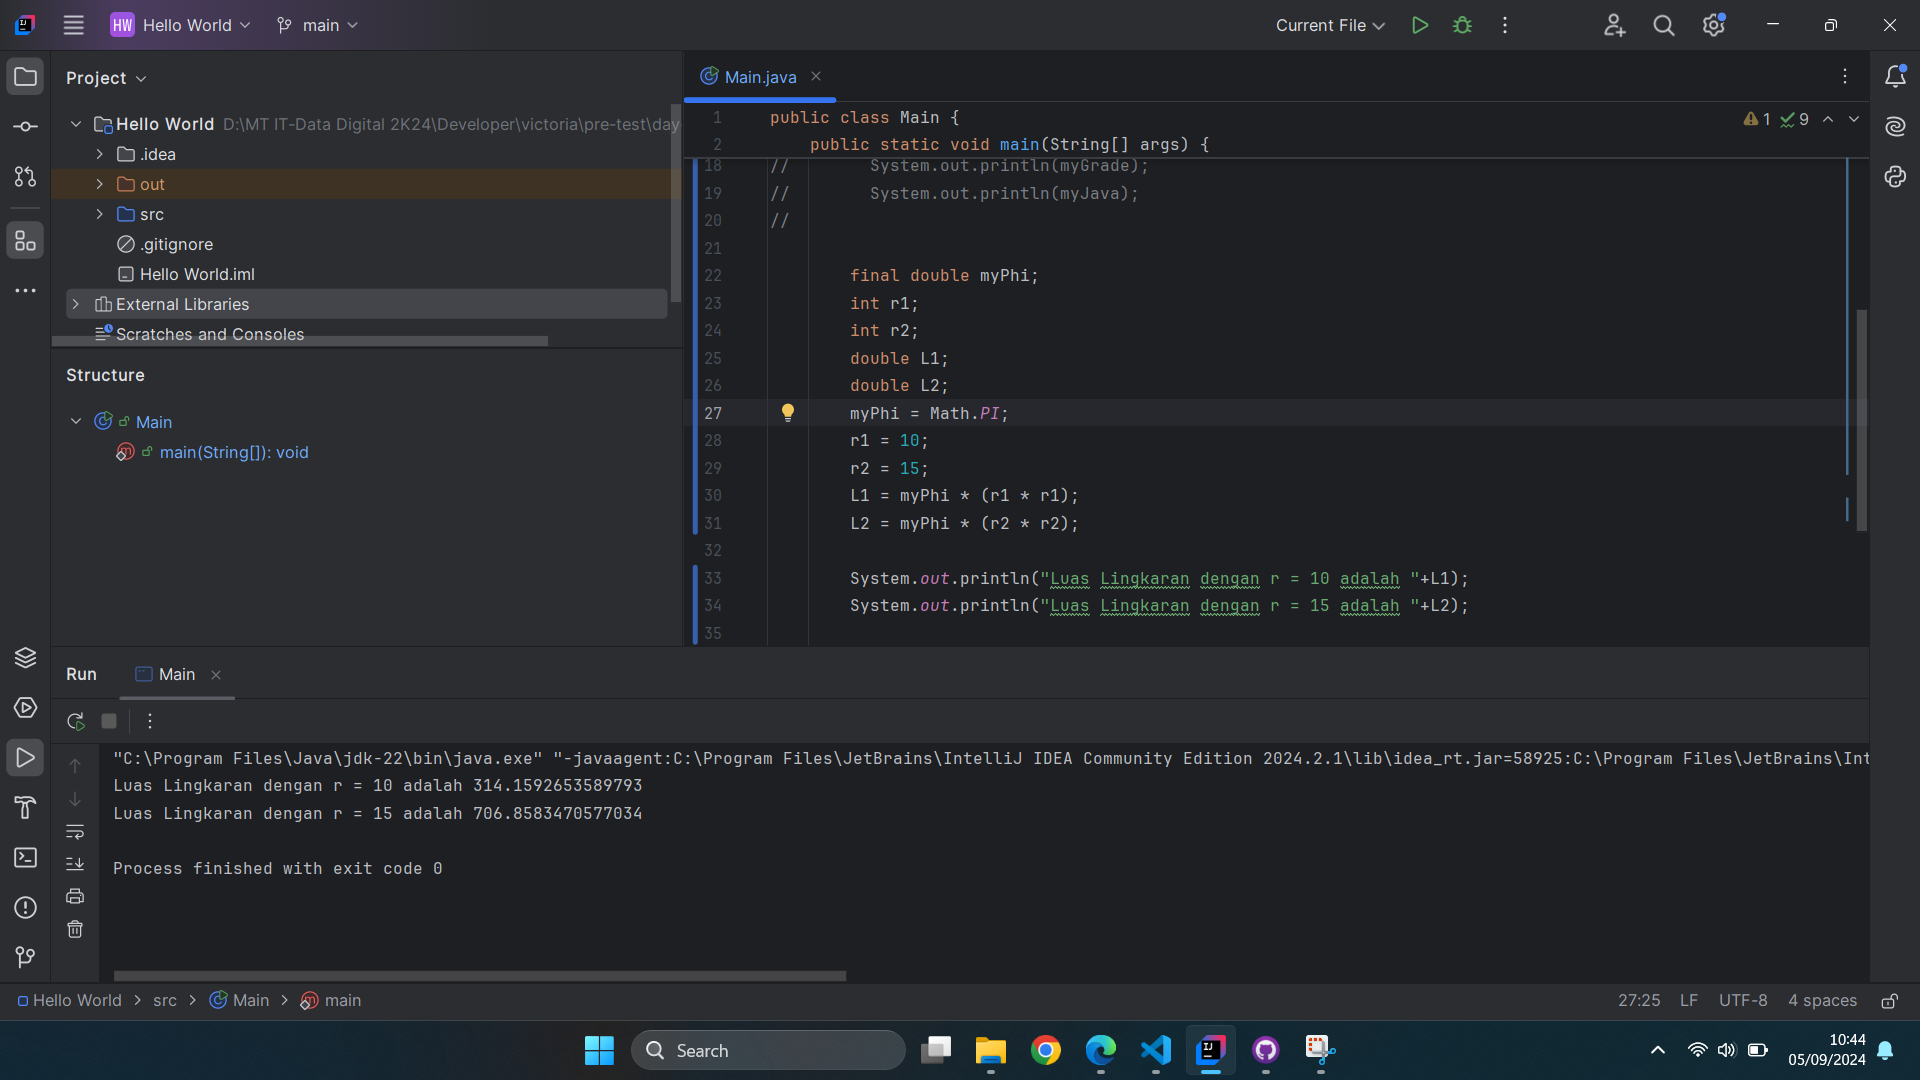 HW Hello World main Current File
Project
Hello World D:\MT IT-Data Digital 2K24\Developer\victoria\pre-test\day
.idea
out
src
.gitignore
Hello World.iml
External Libraries
Scratches and Consoles
Structure
Main
main(String[]): void
Main.java
1 public class Main {
1 9
2 public static void main(String[] args) {
18 // System.out.println(myGrade);
19 // System.out.println(myJava);
20 //
21
22 final double myPhi;
23 int r1;
24 int r2;
25 double L1;
26 double L2;
27 myPhi = Math.PI;
28 r1 = 10;
29 r2 = 15;
30 L1 = myPhi * (r1 * r1);
31 L2 = myPhi * (r2 * r2);
32
33 System.out.println("Luas Lingkaran dengan r = 10 adalah "+L1);
34 System.out.println("Luas Lingkaran dengan r = 15 adalah "+L2);
35
Run Main
"C:\Program Files\Java\jdk-22\bin\java.exe" "-javaagent:C:\Program Files\JetBrains\IntelliJ IDEA Community Edition 2024.2.1\lib\idea_rt.jar=58925:C:\Program Files\JetBrains\Int
Luas Lingkaran dengan r = 10 adalah 314.1592653589793
Luas Lingkaran dengan r = 15 adalah 706.8583470577034
Process finished with exit code 0
Hello World > src > Main > main
27:25 LF UTF-8 4 spaces
Search
10:44
05/09/2024